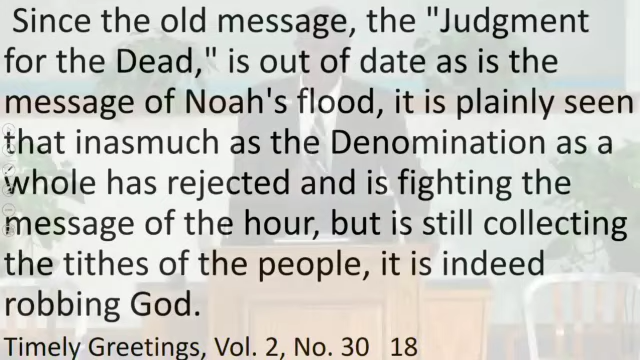 Since the old message, the "Judgment
for the Dead," is out of date as is the
message of Noah's flood, it is plainly seen
that inasmuch as the Denomination as a
whole has rejected and is fighting the
message of the hour, but is still collecting
the tithes of the people, it is indeed
robbing God.
Timely Greetings, Vol. 2, No. 30 18